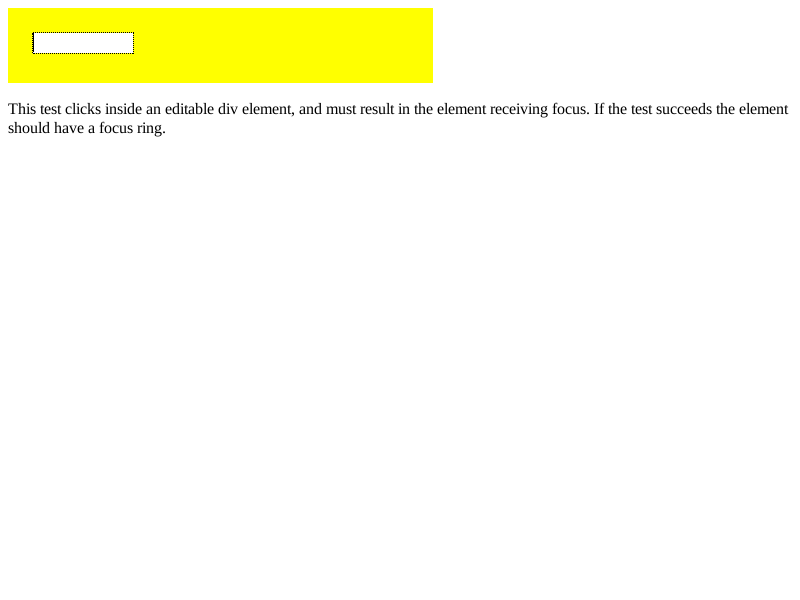 This test clicks inside an editable div element, and must result in the element receiving focus. If the test succeeds the element
should have a focus ring.